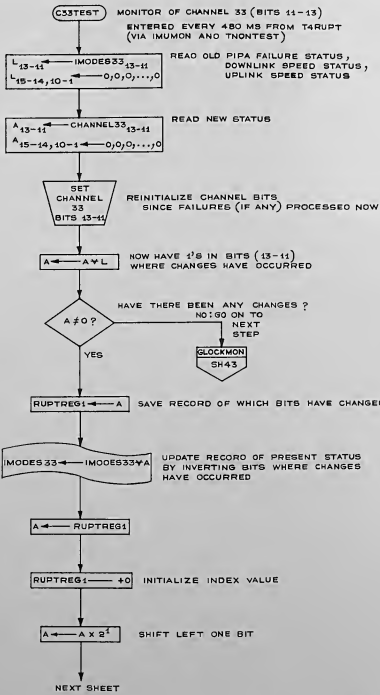 C33TEST
MONITOR OF CHANNEL 33 (BITS 11-13)
ENTERED EVERY 480 MS FROM T4RUPT
(VIA IMUMON AND TNONTEST)
L13-11 ← IMODES3313-11
L15-14,10-1 ← 0,0,0,...,0
READ OLD PIPA FAILURE STATUS,
DOWNLINK SPEED STATUS,
UPLINK SPEED STATUS
A13-11 ← CHANNEL3313-11
A15-14,10-1 ← 0,0,0,...,0
READ NEW STATUS
SET
CHANNEL
33
BITS 13-11
REINITIALIZE CHANNEL BITS
SINCE FAILURES (IF ANY) PROCESSED NOW
A ← A ⊻ L
NOW HAVE 1'S IN BITS (13-11)
WHERE CHANGES HAVE OCCURRED
HAVE THERE BEEN ANY CHANGES?
NO: GO ON TO
NEXT
STEP
A ≠ 0?
YES
GLOCKMON
SH43
RUPTREG1 ← A
SAVE RECORD OF WHICH BITS HAVE CHANGE
IMODES33 ← IMODES33⊻A
UPDATE RECORD OF PRESENT STATUS
BY INVERTING BITS WHERE CHANGES
HAVE OCCURRED
A ← RUPTREG1
RUPTREG1 — +0
INITIALIZE INDEX VALUE
A ← A X 2¹
SHIFT LEFT ONE BIT
NEXT SHEET